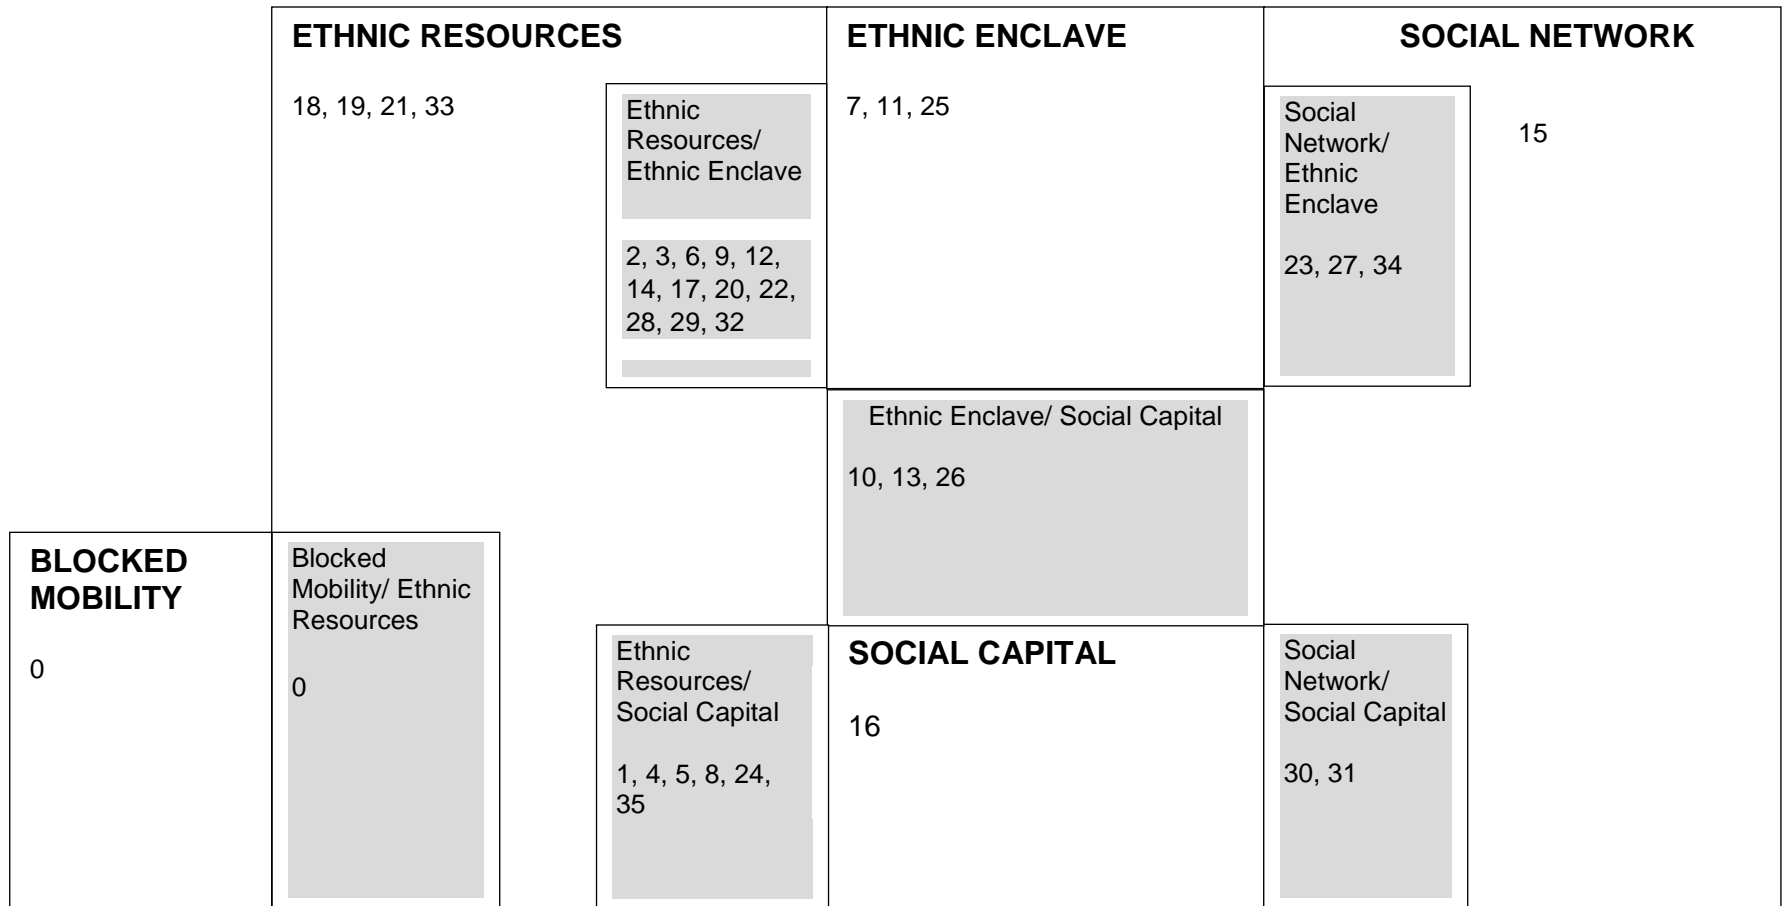 ETHNIC RESOURCES
18, 19, 21, 33
Ethnic
Resources/
Ethnic Enclave
2, 3, 6, 9, 12,
14, 17, 20, 22,
28, 29, 32
ETHNIC ENCLAVE
7, 11, 25
SOCIAL NETWORK
Social
Network/
Ethnic
Enclave
23, 27, 34
15
Ethnic Enclave/ Social Capital
10, 13, 26
BLOCKED
MOBILITY
0
Blocked
Mobility/ Ethnic
Resources
0
Ethnic
Resources/
Social Capital
1, 4, 5, 8, 24,
35
SOCIAL CAPITAL
16
Social
Network/
Social Capital
30, 31